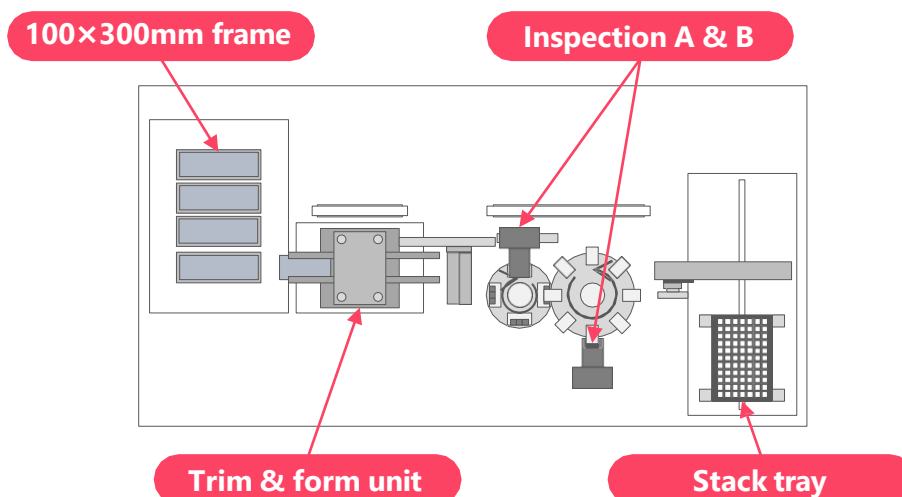 100×300mm frame
Inspection A & B
Trim & form unit
Stack tray